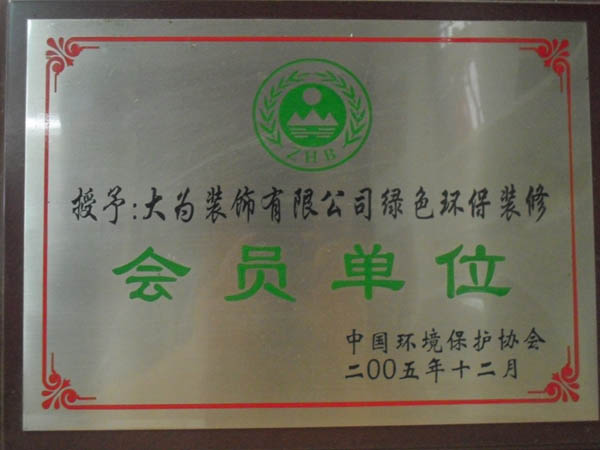 ZHB
授予:大为装饰有限公司绿色环保装修
会员单位
中国环境保护协会
二00五年十二月